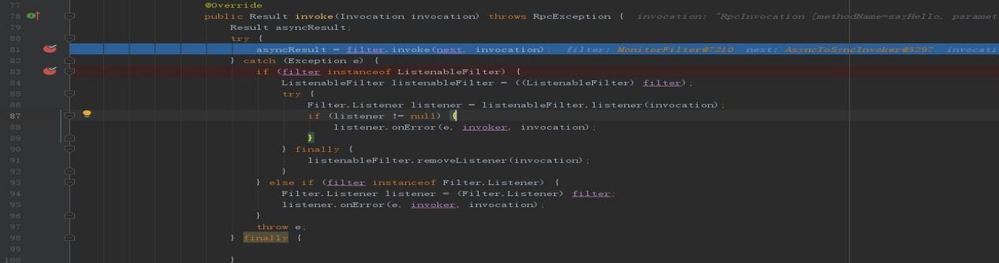 77 @Override
78 public Result invoke(Invocation invocation) throws RpcException { invocation: "RpcInvocation [methodName=sayHello, paramet
79 Result asyncResult;
80 try {
81 asyncResult = filter.invoke(next, invocation); filter: MonitorFilter@7210 next: AsyncToSyncInvoker@3297 invocati
82 } catch (Exception e) {
83 if (filter instanceof ListenableFilter) {
84 ListenableFilter listenableFilter = ((ListenableFilter) filter);
85 try {
86 Filter.Listener listener = listenableFilter.listener(invocation);
87 if (listener != null) {
88 listener.onError(e, invoker, invocation);
89 }
90 } finally {
91 listenableFilter.removeListener(invocation);
92 }
93 } else if (filter instanceof Filter.Listener) {
94 Filter.Listener listener = (Filter.Listener) filter;
95 listener.onError(e, invoker, invocation);
96 }
97 throw e;
98 } finally {
99
100 }